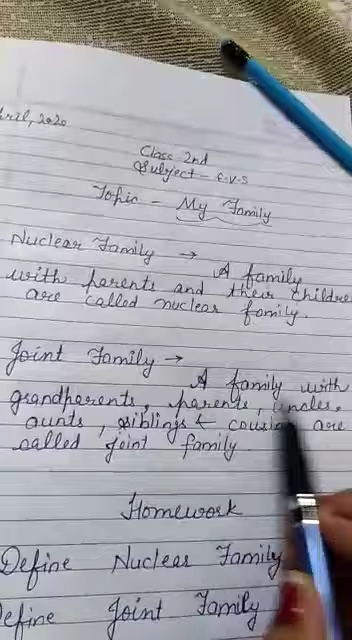 April, 2020
Class 2nd
Subject - E.V.S
Topic - My Family
Nuclear Family → A family
with parents and their children
are called nuclear family.
Joint Family →
A family with
grandparents, parents, uncles,
aunts, siblings & cousins are
called joint family.
Homework
Define Nuclear Family
Define Joint Family